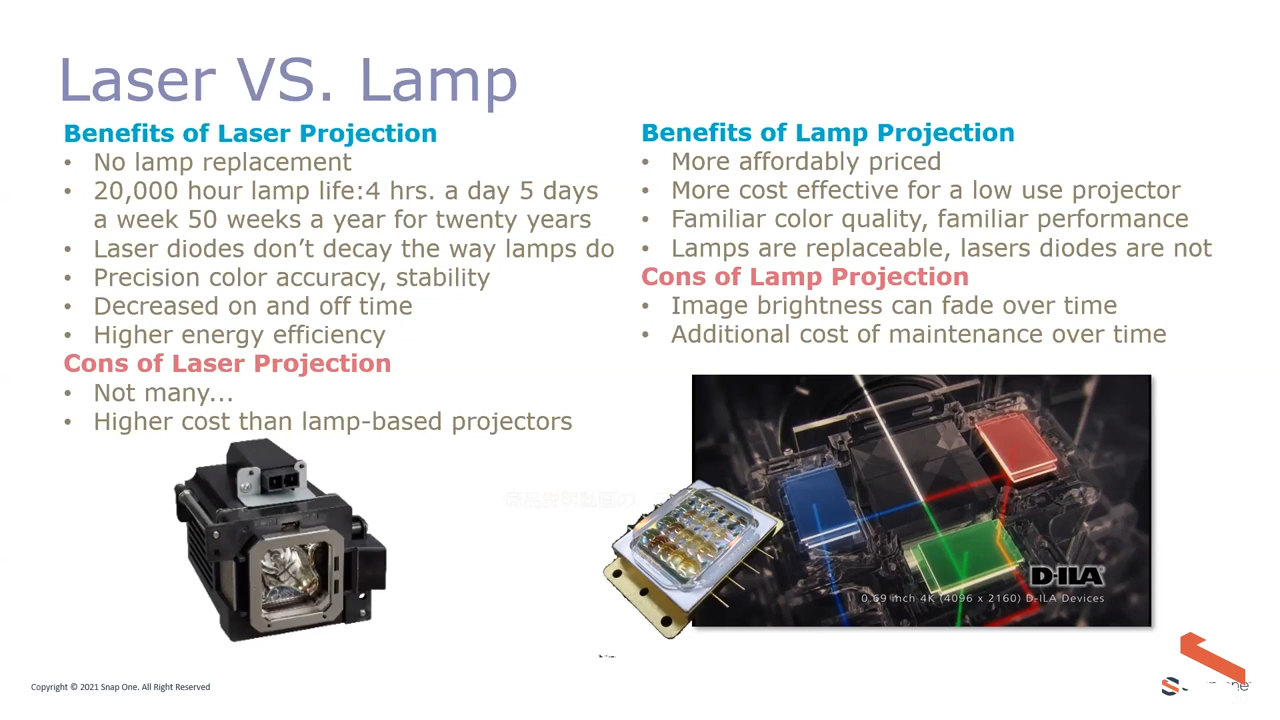 Laser VS. Lamp
Benefits of Laser Projection
• No lamp replacement
• 20,000 hour lamp life:4 hrs. a day 5 days
a week 50 weeks a year for twenty years
• Laser diodes don’t decay the way lamps do
• Precision color accuracy, stability
• Decreased on and off time
• Higher energy efficiency
Cons of Laser Projection
• Not many...
• Higher cost than lamp-based projectors
Benefits of Lamp Projection
• More affordably priced
• More cost effective for a low use projector
• Familiar color quality, familiar performance
• Lamps are replaceable, lasers diodes are not
Cons of Lamp Projection
• Image brightness can fade over time
• Additional cost of maintenance over time
D-ILA
0.69 inch 4K (4096 x 2160) D-ILA Devices
Copyright © 2021 Snap One. All Right Reserved